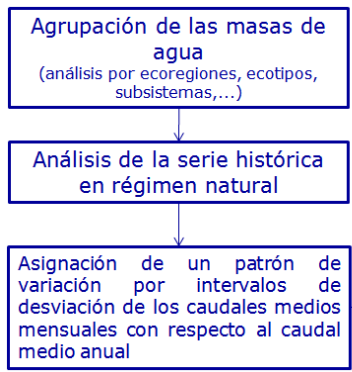 Agrupación de las masas de
agua
(análisis por ecoregiones, ecotipos,
subsistemas,...)
Análisis de la serie histórica
en régimen natural
Asignación de un patrón de
variación por intervalos de
desviación de los caudales medios
mensuales con respecto al caudal
medio anual